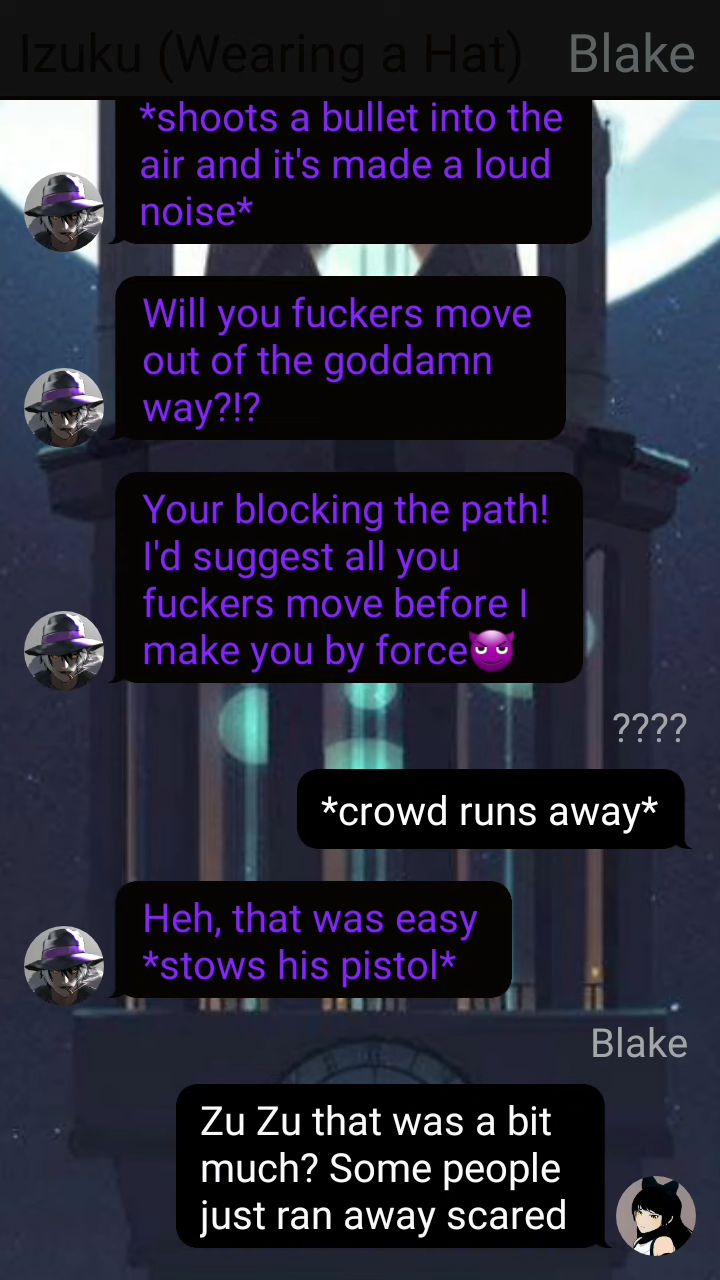 Izuku (Wearing a Hat) Blake
*shoots a bullet into the
air and it's made a loud
noise*
Will you fuckers move
out of the goddamn
way?!?
Your blocking the path!
I'd suggest all you
fuckers move before I
make you by force😈
????
*crowd runs away*
Heh, that was easy
*stows his pistol*
Blake
Zu Zu that was a bit
much? Some people
just ran away scared